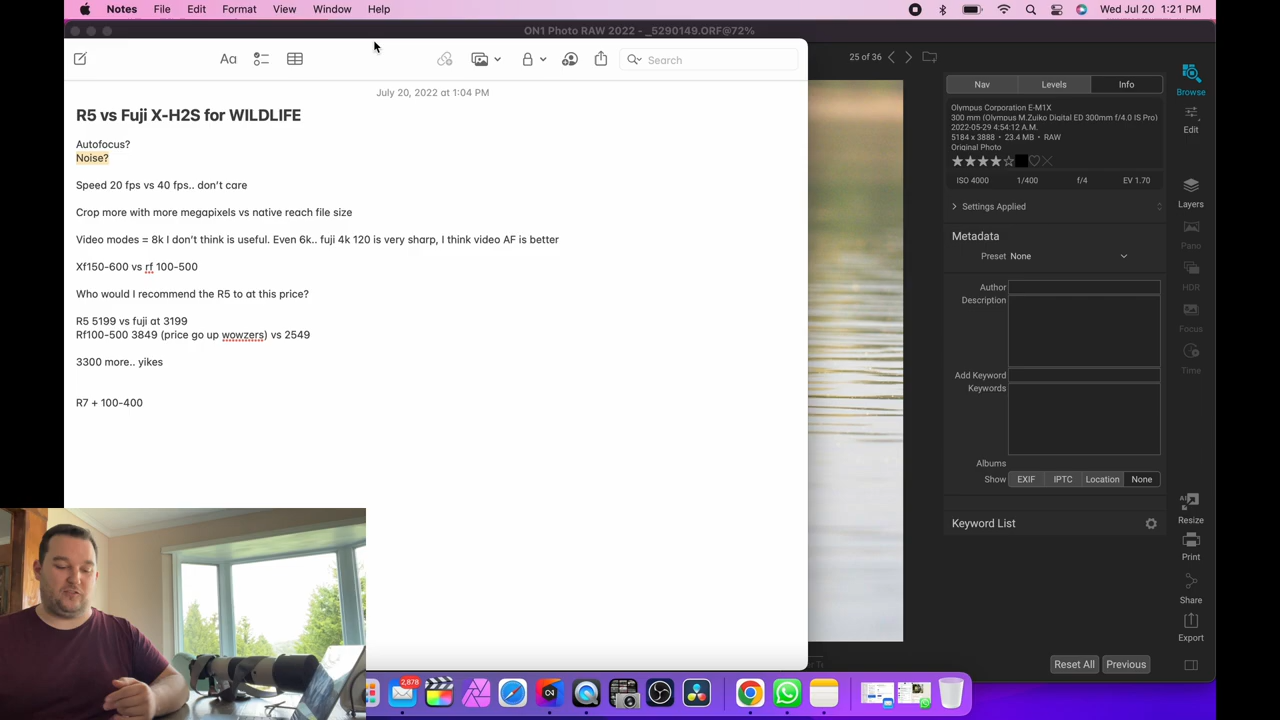 Notes File Edit Format View Window Help
Wed Jul 20 1:21 PM
ON1 Photo RAW 2022 - _5290149.ORF@72%
Aa
Search
25 of 36
July 20, 2022 at 1:04 PM
R5 vs Fuji X-H2S for WILDLIFE
Autofocus?
Noise?
Speed 20 fps vs 40 fps.. don't care
Crop more with more megapixels vs native reach file size
Video modes = 8k I don't think is useful. Even 6k.. fuji 4k 120 is very sharp, I think video AF is better
Xf150-600 vs rf 100-500
Who would I recommend the R5 to at this price?
R5 5199 vs fuji at 3199
Rf100-500 3849 (price go up wowzers) vs 2549
3300 more.. yikes
R7 + 100-400
Nav Levels Info
Olympus Corporation E-M1X
300 mm (Olympus M.Zuiko Digital ED 300mm f/4.0 IS Pro)
2022-05-29 4:54:12 A.M.
5184 x 3888 • 23.4 MB • RAW
Original Photo
ISO 4000 1/400 f/4 EV 1.70
Settings Applied
Metadata
Preset None
Author
Description
Add Keyword
Keywords
Albums
Show EXIF IPTC Location None
Keyword List
Reset All Previous
Browse
Edit
Layers
Pano
HDR
Focus
Time
AI
Resize
Print
Share
Export
2,878